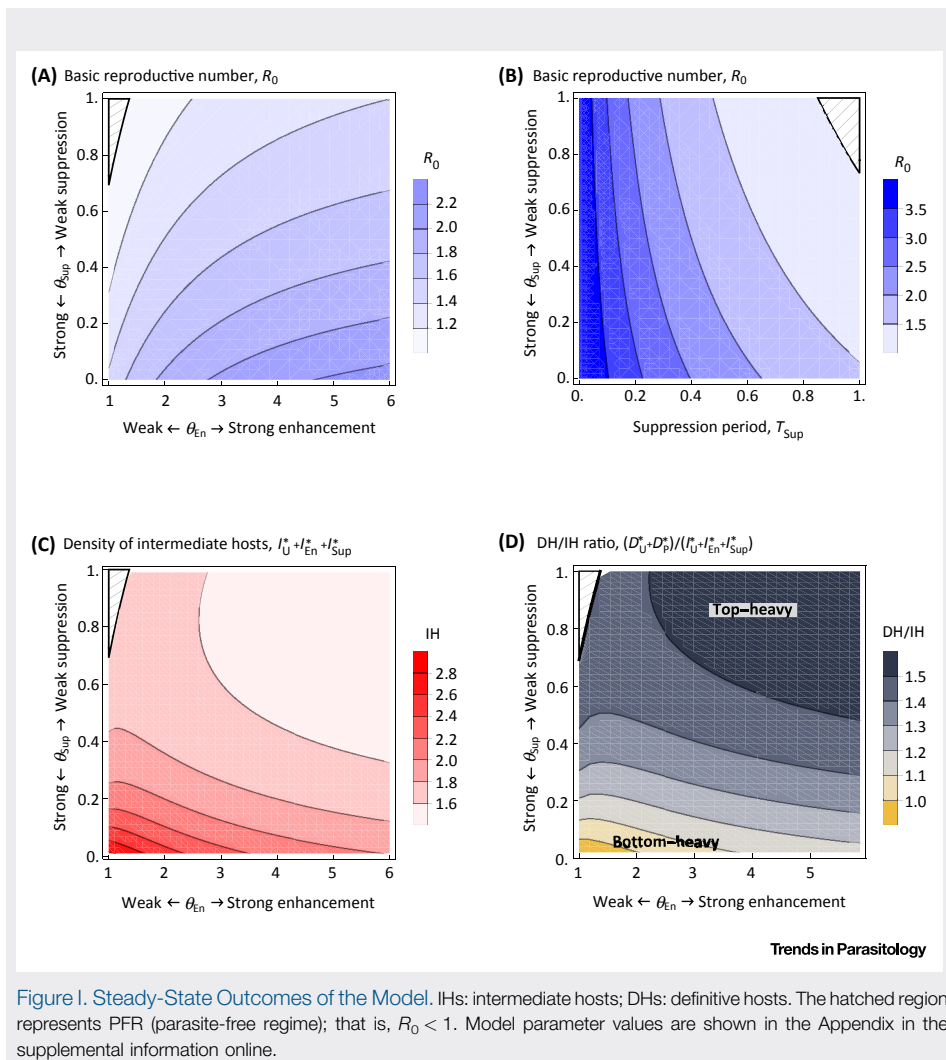 (A) Basic reproductive number, R0
Strong ← θSup → Weak suppression
1.
0.8
0.6
0.4
0.2
0.
1 2 3 4 5 6
Weak ← θEn → Strong enhancement
R0
2.2
2.0
1.8
1.6
1.4
1.2
(B) Basic reproductive number, R0
Strong ← θSup → Weak suppression
1.
0.8
0.6
0.4
0.2
0.
0. 0.2 0.4 0.6 0.8 1.
Suppression period, TSup
R0
3.5
3.0
2.5
2.0
1.5
(C) Density of intermediate hosts, I*U+I*En+I*Sup
Strong ← θSup → Weak suppression
1.
0.8
0.6
0.4
0.2
0.
1 2 3 4 5 6
Weak ← θEn → Strong enhancement
IH
2.8
2.6
2.4
2.2
2.0
1.8
1.6
(D) DH/IH ratio, (D*U+D*P)/(I*U+I*En+I*Sup)
Strong ← θSup → Weak suppression
1.
0.8
0.6
0.4
0.2
0.
Top–heavy
Bottom–heavy
1 2 3 4 5
Weak ← θEn → Strong enhancement
DH/IH
1.5
1.4
1.3
1.2
1.1
1.0
Trends in Parasitology
Figure I. Steady-State Outcomes of the Model. IHs: intermediate hosts; DHs: definitive hosts. The hatched region
represents PFR (parasite-free regime); that is, R0 < 1. Model parameter values are shown in the Appendix in the
supplemental information online.